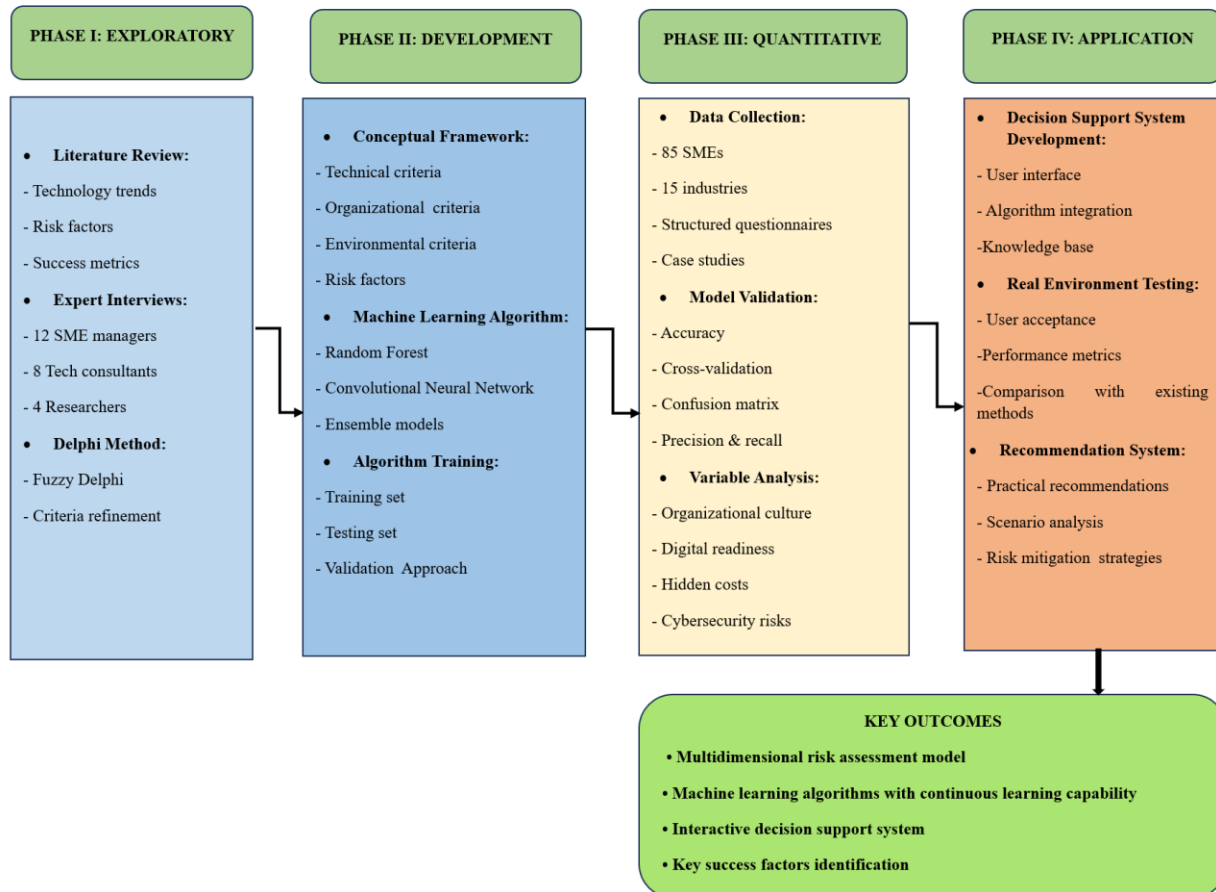 PHASE I: EXPLORATORY
• Literature Review:
- Technology trends
- Risk factors
- Success metrics
• Expert Interviews:
- 12 SME managers
- 8 Tech consultants
- 4 Researchers
• Delphi Method:
- Fuzzy Delphi
- Criteria refinement
PHASE II: DEVELOPMENT
• Conceptual Framework:
- Technical criteria
- Organizational criteria
- Environmental criteria
- Risk factors
• Machine Learning Algorithm:
- Random Forest
- Convolutional Neural Network
- Ensemble models
• Algorithm Training:
- Training set
- Testing set
- Validation Approach
PHASE III: QUANTITATIVE
• Data Collection:
- 85 SMEs
- 15 industries
- Structured questionnaires
- Case studies
• Model Validation:
- Accuracy
- Cross-validation
- Confusion matrix
- Precision & recall
• Variable Analysis:
- Organizational culture
- Digital readiness
- Hidden costs
- Cybersecurity risks
PHASE IV: APPLICATION
• Decision Support System
Development:
- User interface
- Algorithm integration
-Knowledge base
• Real Environment Testing:
- User acceptance
-Performance metrics
-Comparison with existing
methods
• Recommendation System:
- Practical recommendations
- Scenario analysis
- Risk mitigation strategies
KEY OUTCOMES
• Multidimensional risk assessment model
• Machine learning algorithms with continuous learning capability
• Interactive decision support system
• Key success factors identification